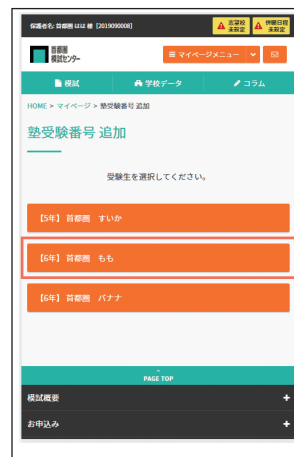 保護者名: 首都圏 はは 様 [2019090008]
志望校
未設定
併願日程
未設定
首都圏
模試センター
マイページメニュー
模試
学校データ
コラム
HOME > マイページ > 塾受験番号 追加
塾受験番号 追加
受験生を選択してください。
【5年】首都圏 すいか
【6年】首都圏 もも
【6年】首都圏 バナナ
PAGE TOP
模試概要 +
お申込み +